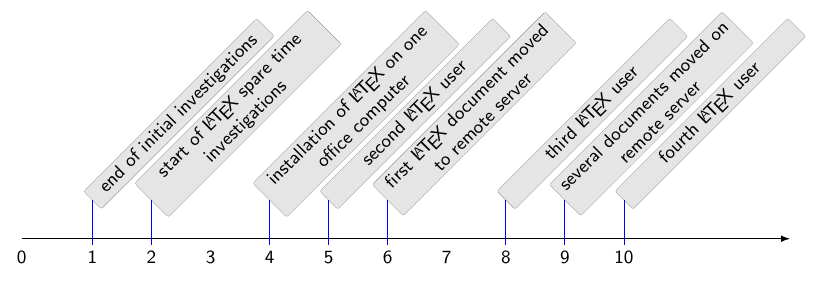 end of initial investigations
start of LATEX spare time
investigations
installation of LATEX on one
office computer
second LATEX user
first LATEX document moved
to remote server
third LATEX user
several documents moved on
remote server
fourth LATEX user
0 1 2 3 4 5 6 7 8 9 10